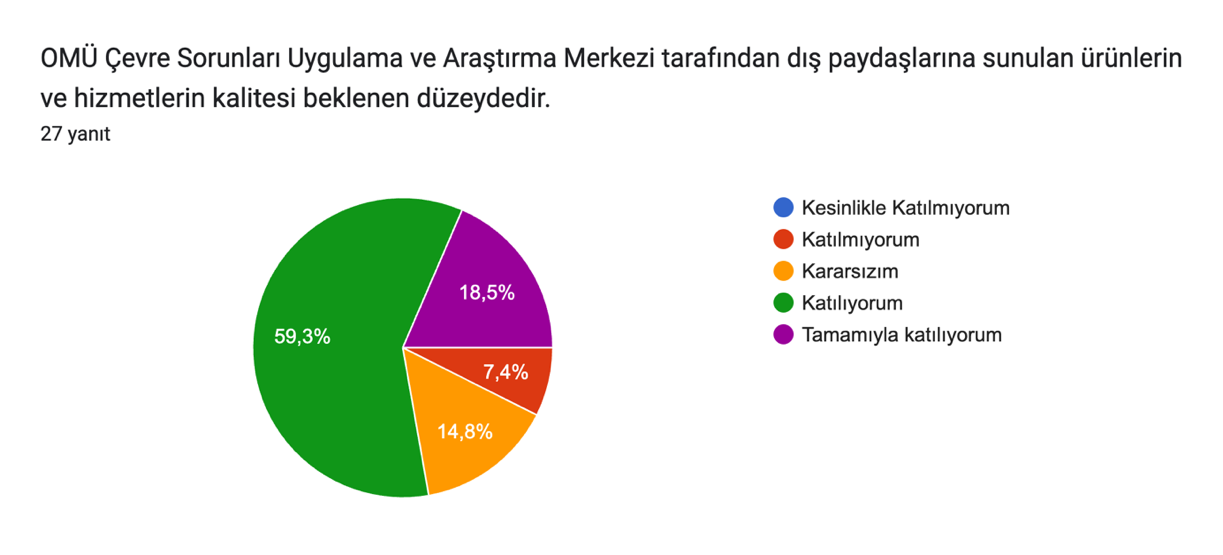 OMÜ Çevre Sorunları Uygulama ve Araştırma Merkezi tarafından dış paydaşlarına sunulan ürünlerin
ve hizmetlerin kalitesi beklenen düzeydedir.
27 yanıt
Kesinlikle Katılmıyorum
Katılmıyorum
Kararsızım
Katılıyorum
Tamamıyla katılıyorum
18,5%
59,3%
7,4%
14,8%